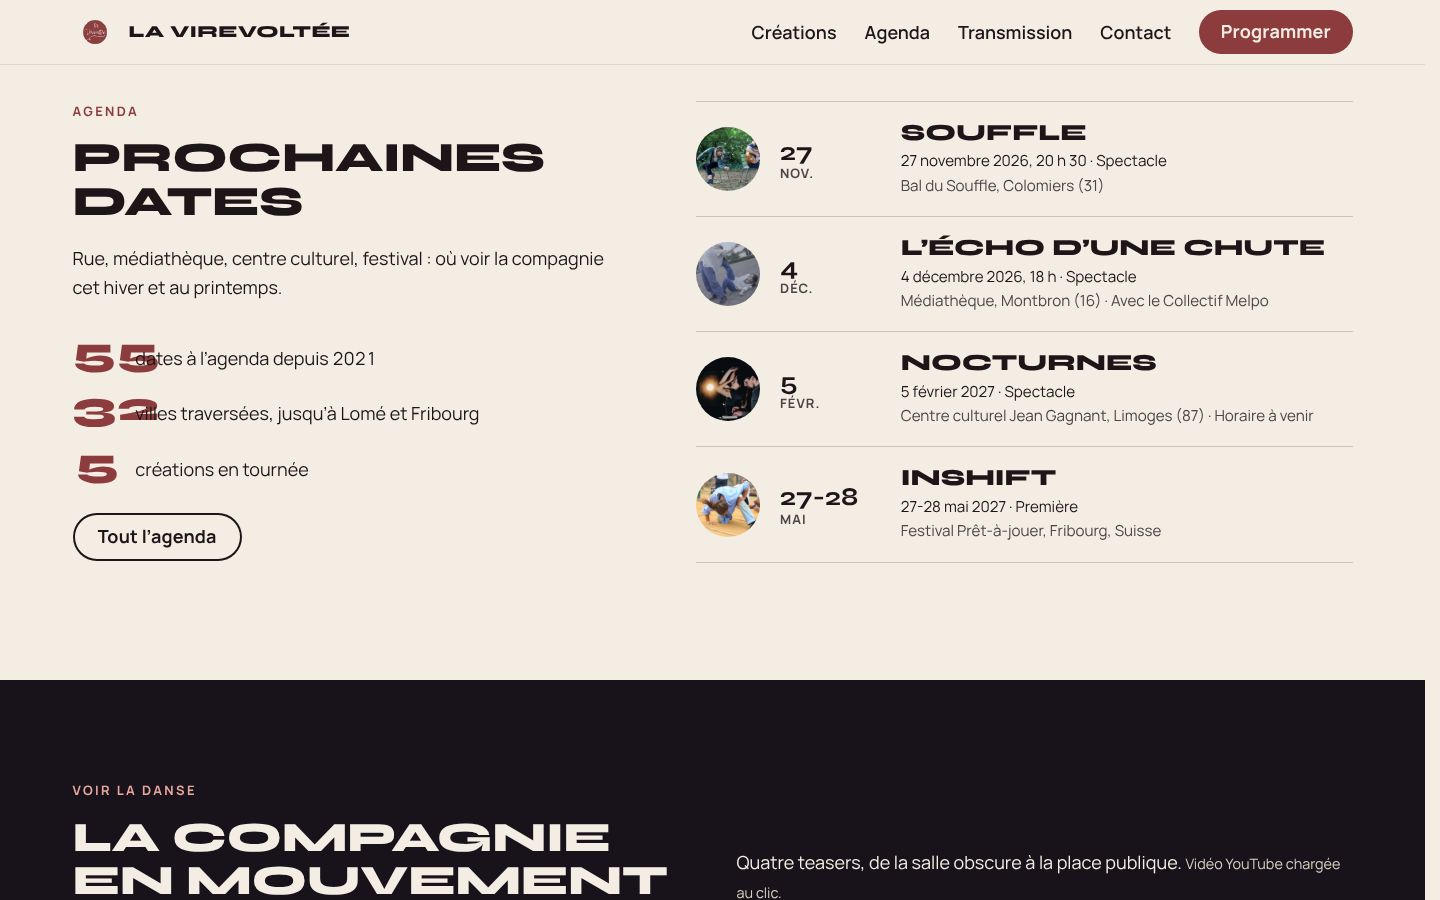 LA VIREVOLTÉE
Créations
Agenda
Transmission
Contact
Programmer
AGENDA
PROCHAINES
DATES
Rue, médiathèque, centre culturel, festival : où voir la compagnie
cet hiver et au printemps.
55 dates à l’agenda depuis 2021
32 villes traversées, jusqu’à Lomé et Fribourg
5 créations en tournée
Tout l’agenda
27
NOV.
SOUFFLE
27 novembre 2026, 20 h 30 · Spectacle
Bal du Souffle, Colomiers (31)
4
DÉC.
L’ÉCHO D’UNE CHUTE
4 décembre 2026, 18 h · Spectacle
Médiathèque, Montbron (16) · Avec le Collectif Melpo
5
FÉVR.
NOCTURNES
5 février 2027 · Spectacle
Centre culturel Jean Gagnant, Limoges (87) · Horaire à venir
27-28
MAI
INSHIFT
27-28 mai 2027 · Première
Festival Prêt-à-jouer, Fribourg, Suisse
VOIR LA DANSE
LA COMPAGNIE
EN MOUVEMENT
Quatre teasers, de la salle obscure à la place publique. Vidéo YouTube chargée
au clic.